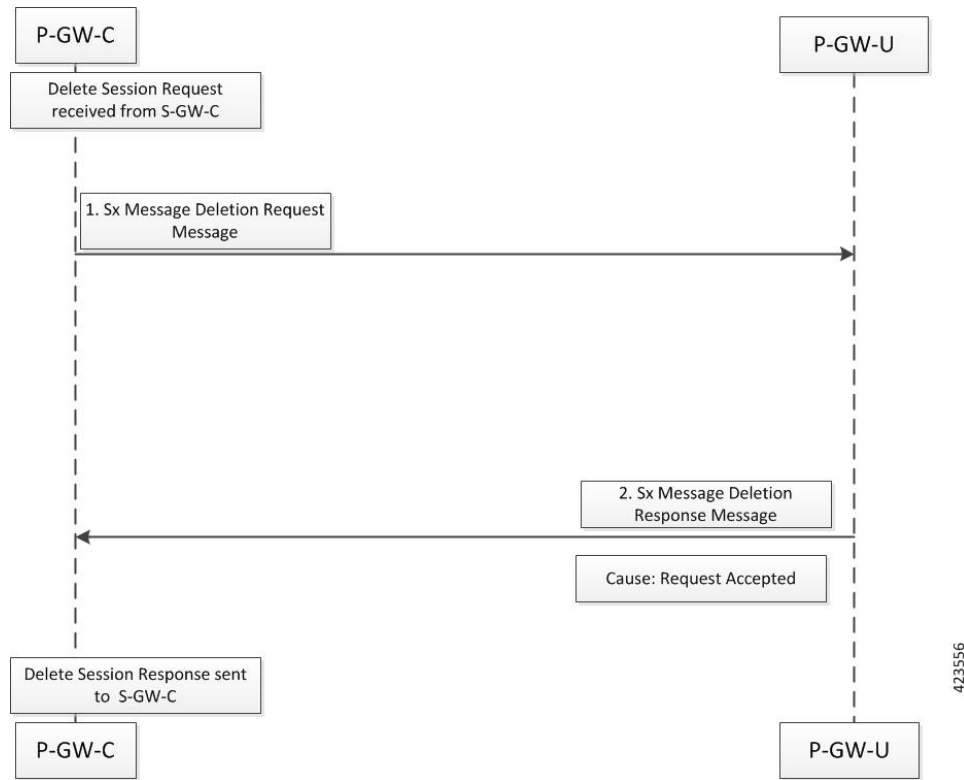 P-GW-C
P-GW-U
Delete Session Request
received from S-GW-C
1. Sx Message Deletion Request
Message
2. Sx Message Deletion
Response Message
Cause: Request Accepted
Delete Session Response sent
to S-GW-C
423556
P-GW-C
P-GW-U